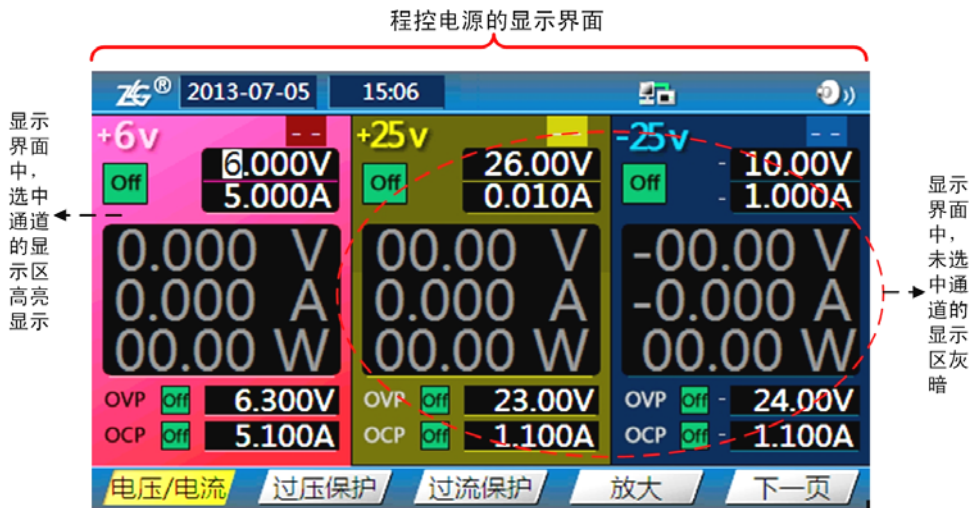 程控电源的显示界面
ZLG® 2013-07-05 15:06
显示
界面
中，
选中
通道
的显
示区
高亮
显示
+6v --
Off 6.000V
5.000A
0.000 V
0.000 A
00.00 W
OVP Off 6.300V
OCP Off 5.100A
+25v --
Off 26.00V
0.010A
00.00 V
0.000 A
00.00 W
OVP Off 23.00V
OCP Off 1.100A
-25v --
Off - 10.00V
- 1.000A
-00.00 V
-0.000 A
00.00 W
OVP Off - 24.00V
OCP Off - 1.100A
显示
界面
中，
未选
中通
道的
显示
区灰
暗
电压/电流 过压保护 过流保护 放大 下一页